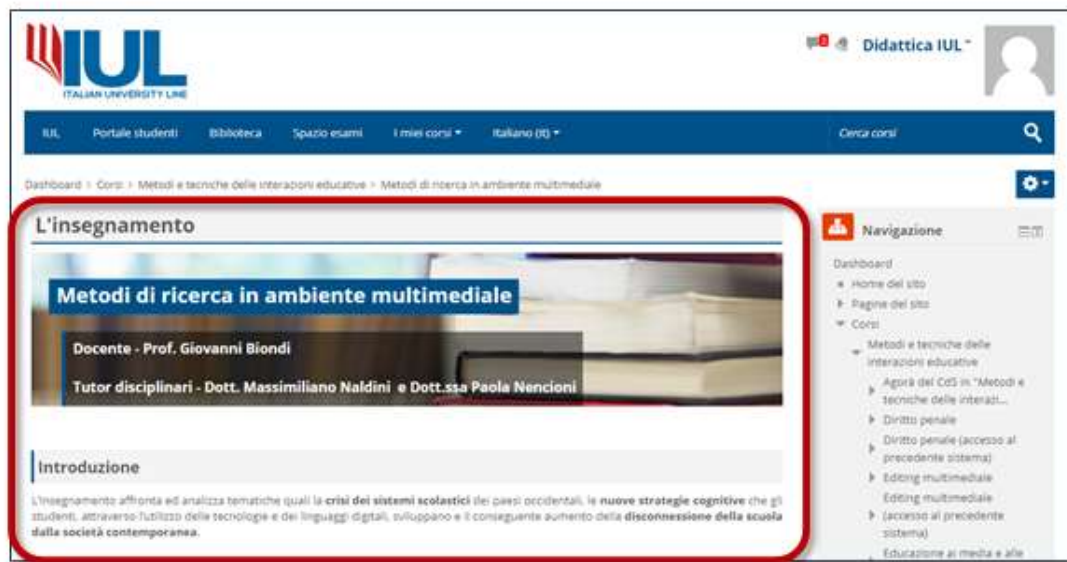 IUL
ITALIAN UNIVERSITY LINE
2
Didattica IUL
IUL Portale studenti Biblioteca Spazio esami I miei corsi Italiano (it) Cerca corsi
Dashboard > Corsi > Metodi e tecniche delle interazioni educative > Metodi di ricerca in ambiente multimediale
L'insegnamento
Metodi di ricerca in ambiente multimediale
Docente - Prof. Giovanni Biondi
Tutor disciplinari - Dott. Massimiliano Naldini e Dott.ssa Paola Nencioni
Introduzione
L'insegnamento affronta ed analizza tematiche quali la crisi dei sistemi scolastici dei paesi occidentali, le nuove strategie cognitive che gli
studenti, attraverso l'utilizzo delle tecnologie e dei linguaggi digitali, sviluppano e il conseguente aumento della disconnessione della scuola
dalla società contemporanea.
Navigazione
Dashboard
Home del sito
Pagine del sito
Corsi
Metodi e tecniche delle
interazioni educative
Agorà del CdS in "Metodi e
tecniche delle interazi...
Diritto penale
Diritto penale (accesso al
precedente sistema)
Editing multimediale
Editing multimediale
(accesso al precedente
sistema)
Educazione ai media e alle